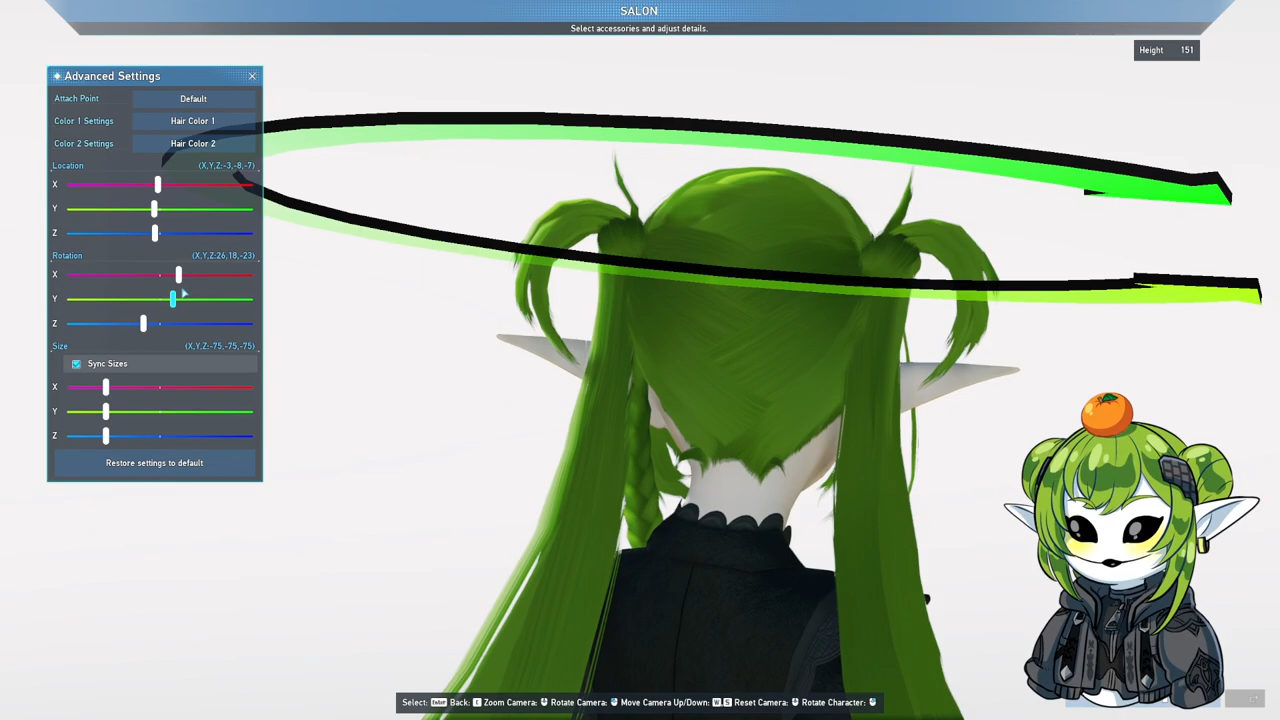 SALON
Select accessories and adjust details.
Height 151
Advanced Settings
Attach Point Default
Color 1 Settings Hair Color 1
Color 2 Settings Hair Color 2
Location (X,Y,Z:-3,-8,-7)
X
Y
Z
Rotation (X,Y,Z:26,18,-23)
X
Y
Z
Size (X,Y,Z:-75,-75,-75)
Sync Sizes
X
Y
Z
Restore settings to default
Select: Enter Back: E Zoom Camera: Rotate Camera: Move Camera Up/Down: W, S Reset Camera: Rotate Character: